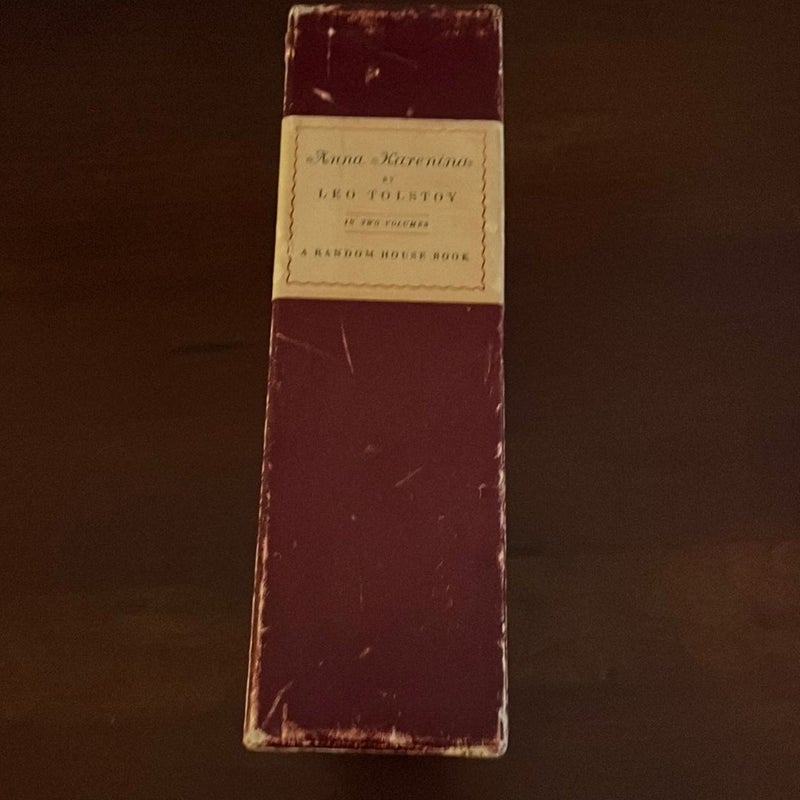 Anna Karenina
BY
LEO TOLSTOY
IN TWO VOLUMES
A RANDOM HOUSE BOOK